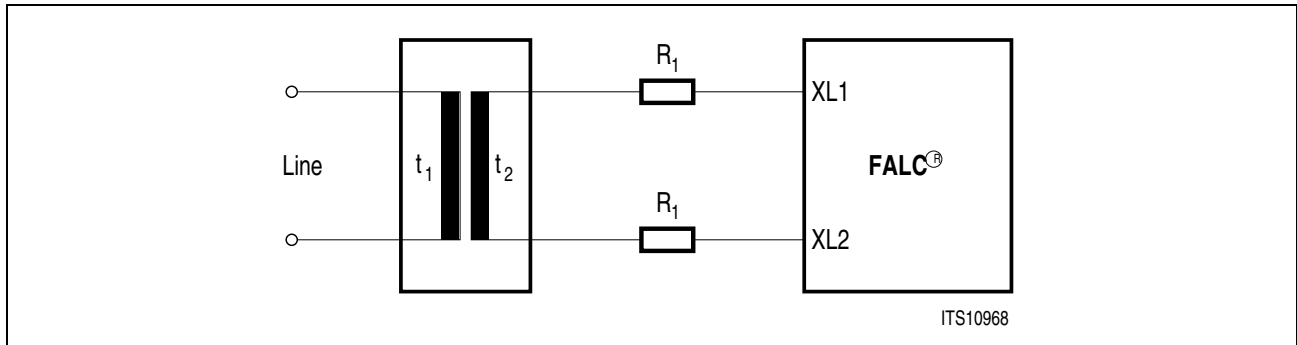 R1
XL1
Line
t1
t2
FALC®
R1
XL2
ITS10968